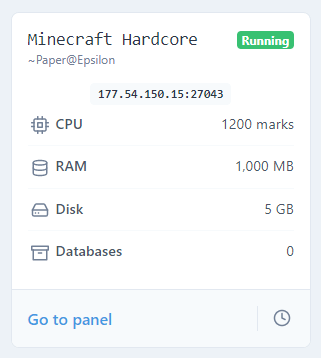 Minecraft Hardcore
Running
~Paper@Epsilon
177.54.150.15:27043
CPU 1200 marks
RAM 1,000 MB
Disk 5 GB
Databases 0
Go to panel